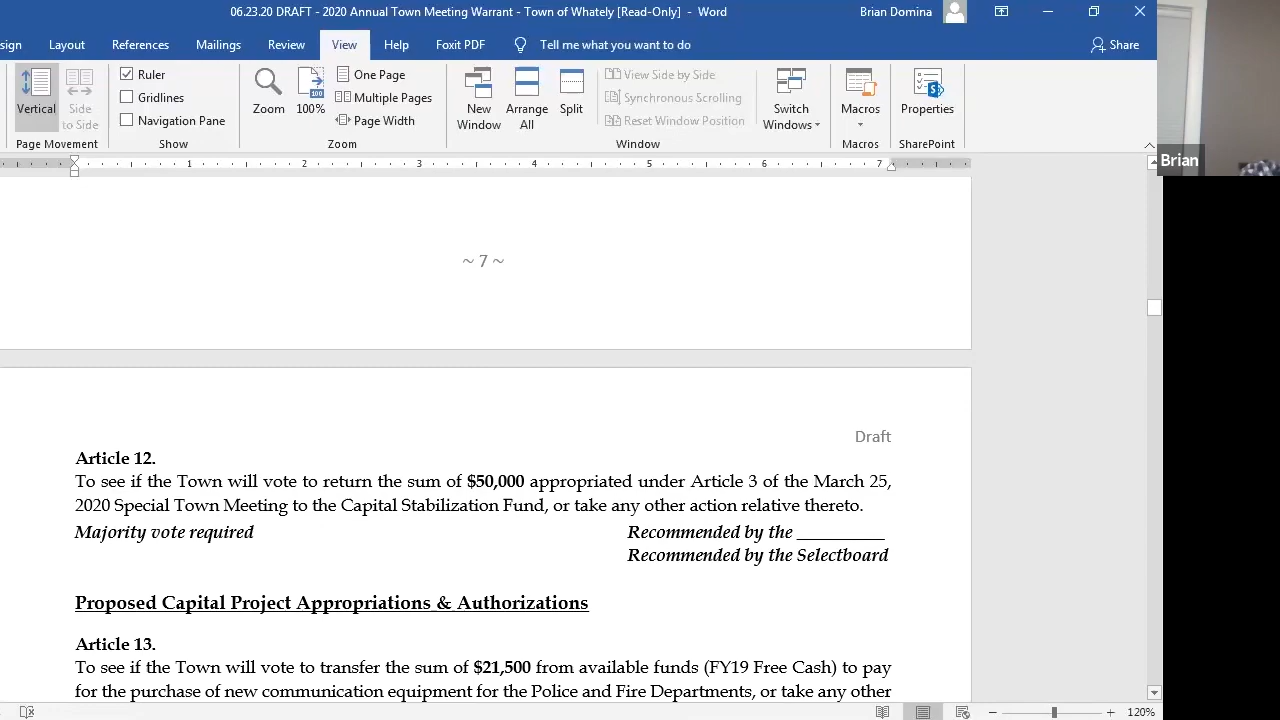 06.23.20 DRAFT - 2020 Annual Town Meeting Warrant - Town of Whately [Read-Only] - Word
Brian Domina
sign Layout References Mailings Review View Help Foxit PDF Tell me what you want to do Share
Vertical
Side to Side
Page Movement
Ruler
Gridlines
Navigation Pane
Show
Zoom
100%
100
One Page
Multiple Pages
Page Width
Zoom
New Window
Arrange All
Split
View Side by Side
Synchronous Scrolling
Reset Window Position
Window
Switch Windows
Macros
Macros
Properties
SharePoint
Brian
1 2 3 4 5 6 7
~ 7 ~
Draft
Article 12.
To see if the Town will vote to return the sum of $50,000 appropriated under Article 3 of the March 25,
2020 Special Town Meeting to the Capital Stabilization Fund, or take any other action relative thereto.
Majority vote required Recommended by the _________
Recommended by the Selectboard
Proposed Capital Project Appropriations & Authorizations
Article 13.
To see if the Town will vote to transfer the sum of $21,500 from available funds (FY19 Free Cash) to pay
for the purchase of new communication equipment for the Police and Fire Departments, or take any other
120%